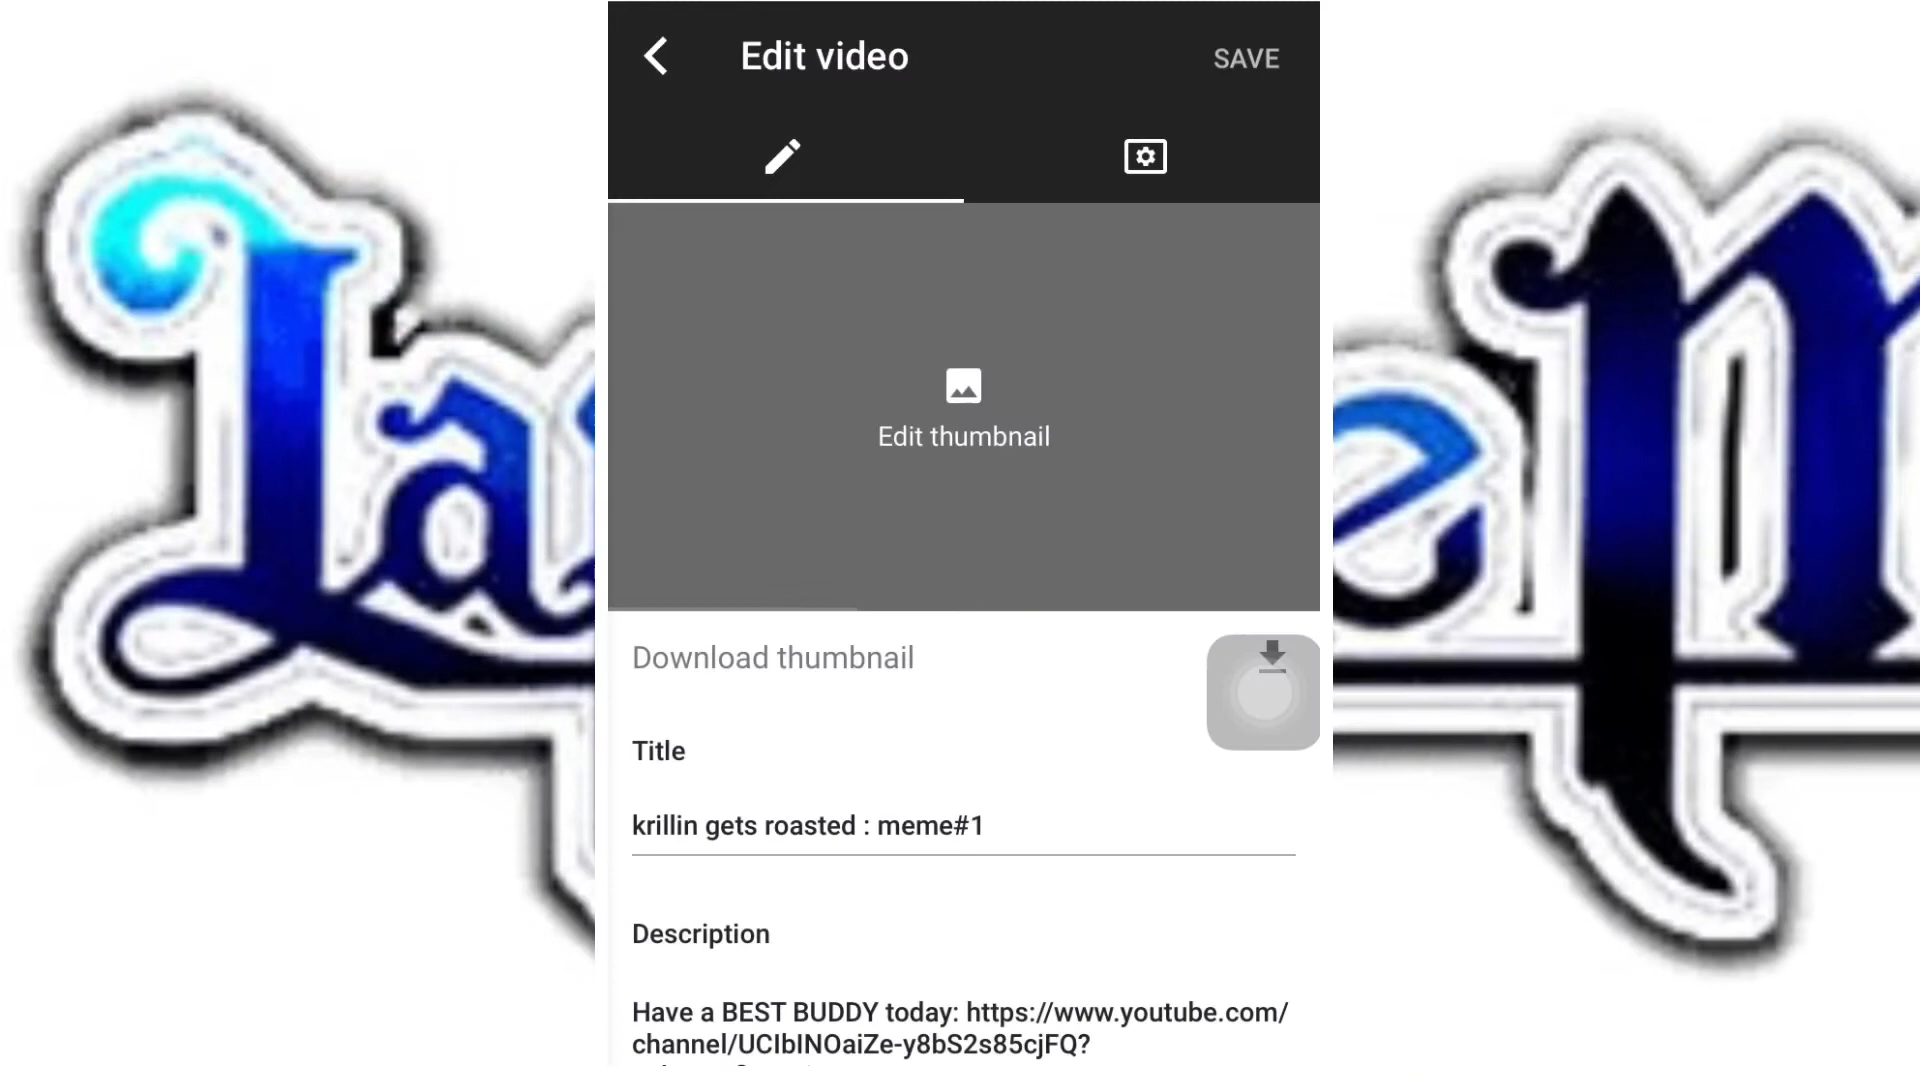 Edit video
SAVE
Edit thumbnail
Download thumbnail
Title
krillin gets roasted : meme#1
Description
Have a BEST BUDDY today: https://www.youtube.com/
channel/UCIbINOaiZe-y8bS2s85cjFQ?